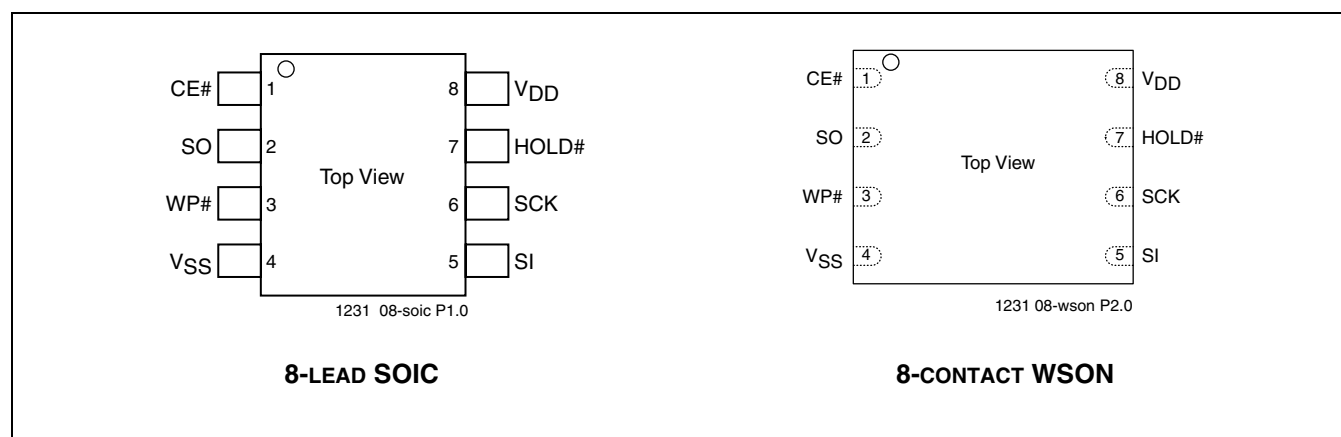 CE# 1 8 VDD
SO 2 7 HOLD#
Top View
WP# 3 6 SCK
VSS 4 5 SI
1231 08-soic P1.0
8-LEAD SOIC
CE# 1 8 VDD
SO 2 7 HOLD#
Top View
WP# 3 6 SCK
VSS 4 5 SI
1231 08-wson P2.0
8-CONTACT WSON